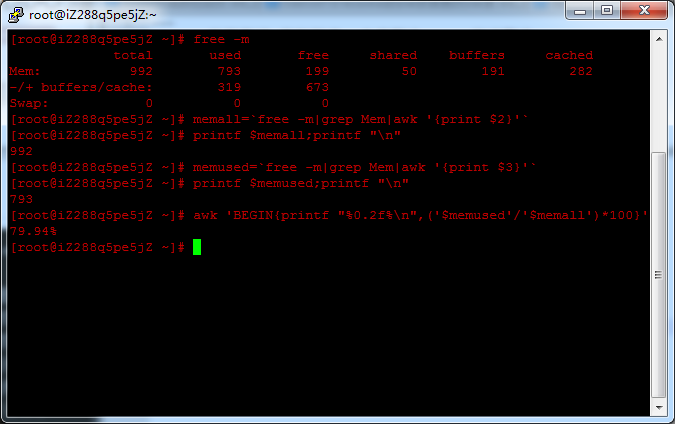 root@iZ288q5pe5jZ:~
[root@iZ288q5pe5jZ ~]# free -m
total used free shared buffers cached
Mem: 992 793 199 50 191 282
-/+ buffers/cache: 319 673
Swap: 0 0 0
[root@iZ288q5pe5jZ ~]# memall=`free -m|grep Mem|awk '{print $2}'`
[root@iZ288q5pe5jZ ~]# printf $memall;printf "\n"
992
[root@iZ288q5pe5jZ ~]# memused=`free -m|grep Mem|awk '{print $3}'`
[root@iZ288q5pe5jZ ~]# printf $memused;printf "\n"
793
[root@iZ288q5pe5jZ ~]# awk 'BEGIN{printf "%0.2f%\n",('$memused'/'$memall')*100}'
79.94%
[root@iZ288q5pe5jZ ~]#